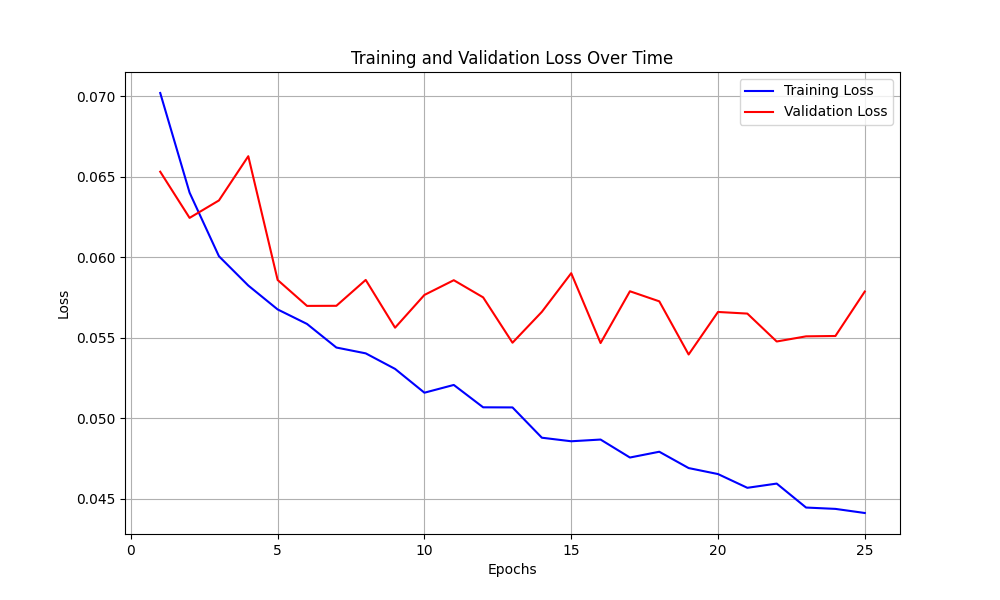 Training and Validation Loss Over Time
Training Loss
Validation Loss
0.070
0.065
0.060
0.055
0.050
0.045
Loss
0
5
10
15
20
25
Epochs